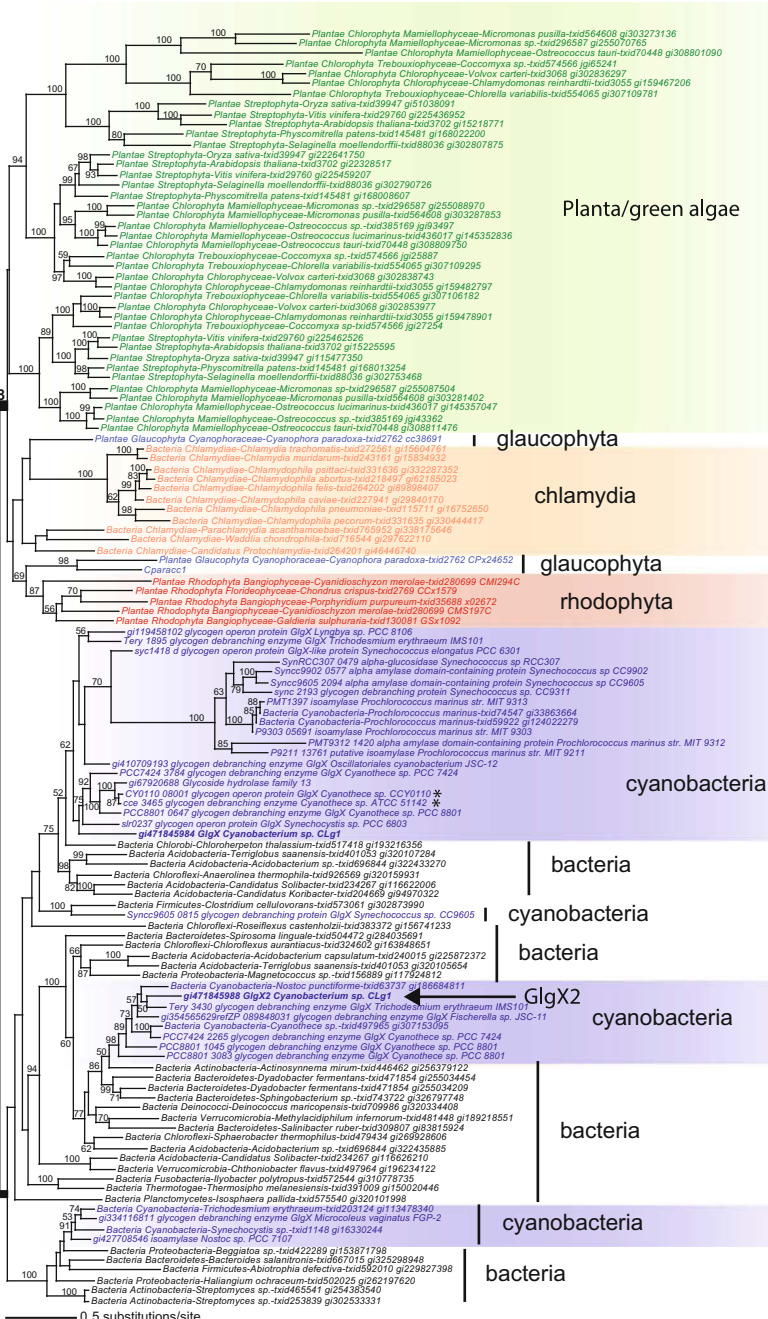 Plantae Chlorophyta Mamiellophyceae-Micromonas pusilla-txid564608 gi303273136
Plantae Chlorophyta Mamiellophyceae-Micromonas sp.-txid296587 gi255070765
Plantae Chlorophyta Mamiellophyceae-Ostreococcus tauri-txid70448 gi308801090
Plantae Chlorophyta Trebouxiophyceae-Coccomyxa sp.-txid574566 jgi65241
Plantae Chlorophyta Chlorophyceae-Volvox carteri-txid3068 gi302836297
Plantae Chlorophyta Chlorophyceae-Chlamydomonas reinhardtii-txid3055 gi159467206
Plantae Chlorophyta Trebouxiophyceae-Chlorella variabilis-txid554065 gi307109781
Plantae Streptophyta-Oryza sativa-txid39947 gi51038091
Plantae Streptophyta-Vitis vinifera-txid29760 gi225436952
Plantae Streptophyta-Arabidopsis thaliana-txid3702 gi15218771
Plantae Streptophyta-Physcomitrella patens-txid145481 gi168022200
Plantae Streptophyta-Selaginella moellendorffii-txid88036 gi302807875
Plantae Streptophyta-Oryza sativa-txid39947 gi222641750
Plantae Streptophyta-Arabidopsis thaliana-txid3702 gi22328517
Plantae Streptophyta-Vitis vinifera-txid29760 gi225459207
Plantae Streptophyta-Selaginella moellendorffii-txid88036 gi302790726
Plantae Streptophyta-Physcomitrella patens-txid145481 gi168008607
Plantae Chlorophyta Mamiellophyceae-Micromonas sp.-txid296587 gi255088970
Plantae Chlorophyta Mamiellophyceae-Micromonas pusilla-txid564608 gi303287853
Planta/green algae
Plantae Chlorophyta Mamiellophyceae-Ostreococcus sp.-txid385169 jgi93497
Plantae Chlorophyta Mamiellophyceae-Ostreococcus lucimarinus-txid436017 gi145352836
Plantae Chlorophyta Mamiellophyceae-Ostreococcus tauri-txid70448 gi308809750
Plantae Chlorophyta Trebouxiophyceae-Coccomyxa sp.-txid574566 jgi25887
Plantae Chlorophyta Trebouxiophyceae-Chlorella variabilis-txid554065 gi307109295
Plantae Chlorophyta Chlorophyceae-Volvox carteri-txid3068 gi302838743
Plantae Chlorophyta Chlorophyceae-Chlamydomonas reinhardtii-txid3055 gi159482797
Plantae Chlorophyta Trebouxiophyceae-Chlorella variabilis-txid554065 gi307106182
Plantae Chlorophyta Chlorophyceae-Volvox carteri-txid3068 gi302853977
Plantae Chlorophyta Chlorophyceae-Chlamydomonas reinhardtii-txid3055 gi159478901
Plantae Chlorophyta Trebouxiophyceae-Coccomyxa sp-txid574566 jgi27254
Plantae Streptophyta-Vitis vinifera-txid29760 gi225462526
Plantae Streptophyta-Arabidopsis thaliana-txid3702 gi15225595
Plantae Streptophyta-Oryza sativa-txid39947 gi115477350
Plantae Streptophyta-Physcomitrella patens-txid145481 gi168013254
Plantae Streptophyta-Selaginella moellendorffii-txid88036 gi302753468
Plantae Chlorophyta Mamiellophyceae-Micromonas sp-txid296587 gi255087504
Plantae Chlorophyta Mamiellophyceae-Micromonas pusilla-txid564608 gi303281402
Plantae Chlorophyta Mamiellophyceae-Ostreococcus lucimarinus-txid436017 gi145357047
Plantae Chlorophyta Mamiellophyceae-Ostreococcus sp.-txid385169 jgi43362
Plantae Chlorophyta Mamiellophyceae-Ostreococcus tauri-txid70448 gi308811476
Plantae Glaucophyta Cyanophoraceae-Cyanophora paradoxa-txid2762 cc38691
glaucophyta
Bacteria Chlamydiae-Chlamydia trachomatis-txid272561 gi15604761
Bacteria Chlamydiae-Chlamydia muridarum-txid243161 gi15834932
Bacteria Chlamydiae-Chlamydophila psittaci-txid331636 gi332287352
Bacteria Chlamydiae-Chlamydophila abortus-txid218497 gi62185023
Bacteria Chlamydiae-Chlamydophila felis-txid264202 gi89898407
Bacteria Chlamydiae-Chlamydophila caviae-txid227941 gi29840170
chlamydia
Bacteria Chlamydiae-Chlamydophila pneumoniae-txid115711 gi16752650
Bacteria Chlamydiae-Chlamydophila pecorum-txid331635 gi330444417
Bacteria Chlamydiae-Parachlamydia acanthamoebae-txid765952 gi338175646
Bacteria Chlamydiae-Waddlia chondrophila-txid716544 gi297622110
Bacteria Chlamydiae-Candidatus Protochlamydia-txid264201 gi46446740
Plantae Glaucophyta Cyanophoraceae-Cyanophora paradoxa-txid2762 CPx24652
Cparacc1
glaucophyta
Plantae Rhodophyta Bangiophyceae-Cyanidioschyzon merolae-txid280699 CMI294C
Plantae Rhodophyta Florideophyceae-Chondrus crispus-txid2769 CCx1579
Plantae Rhodophyta Bangiophyceae-Porphyridium purpureum-txid35688 x02672
rhodophyta
Plantae Rhodophyta Bangiophyceae-Cyanidioschyzon merolae-txid280699 CMS197C
Plantae Rhodophyta Bangiophyceae-Galdieria sulphuraria-txid130081 GSx1092
gi119458102 glycogen operon protein GlgX Lyngbya sp. PCC 8106
Tery 1895 glycogen debranching enzyme GlgX Trichodesmium erythraeum IMS101
syc1418 d glycogen operon protein GlgX-like protein Synechococcus elongatus PCC 6301
SynRCC307 0479 alpha-glucosidase Synechococcus sp RCC307
Syncc9902 0577 alpha amylase domain-containing protein Synechococcus sp CC9902
Syncc9605 2094 alpha amylase domain-containing protein Synechococcus sp CC9605
sync 2193 glycogen debranching protein Synechococcus sp. CC9311
PMT1397 isoamylase Prochlorococcus marinus str. MIT 9313
Bacteria Cyanobacteria-Prochlorococcus marinus-txid74547 gi33863664
Bacteria Cyanobacteria-Prochlorococcus marinus-txid59922 gi124022279
P9303 05691 isoamylase Prochlorococcus marinus str. MIT 9303
PMT9312 1420 alpha amylase domain-containing protein Prochlorococcus marinus str. MIT 9312
P9211 13761 putative isoamylase Prochlorococcus marinus str. MIT 9211
gi410709193 glycogen debranching enzyme GlgX Oscillatoriales cyanobacterium JSC-12
PCC7424 3784 glycogen debranching enzyme GlgX Cyanothece sp. PCC 7424
gi67920688 Glycoside hydrolase family 13
cyanobacteria
CY0110 08001 glycogen operon protein GlgX Cyanothece sp. CCY0110 *
cce 3465 glycogen debranching enzyme Cyanothece sp. ATCC 51142 *
PCC8801 0647 glycogen debranching enzyme GlgX Cyanothece sp. PCC 8801
slr0237 glycogen operon protein GlgX Synechocystis sp. PCC 6803
gi471845984 GlgX Cyanobacterium sp. CLg1
Bacteria Chlorobi-Chloroherpeton thalassium-txid517418 gi193216356
Bacteria Acidobacteria-Terriglobus saanensis-txid401053 gi320107284
Bacteria Acidobacteria-Acidobacterium sp.-txid696844 gi322433270
bacteria
Bacteria Chloroflexi-Anaerolinea thermophila-txid926569 gi320159931
Bacteria Acidobacteria-Candidatus Solibacter-txid234267 gi116622006
Bacteria Acidobacteria-Candidatus Koribacter-txid204669 gi94970322
Bacteria Firmicutes-Clostridium cellulovorans-txid573061 gi302873990
Syncc9605 0815 glycogen debranching protein GlgX Synechococcus sp. CC9605
cyanobacteria
Bacteria Chloroflexi-Roseiflexus castenholzii-txid383372 gi156741233
Bacteria Bacteroidetes-Spirosoma linguale-txid504472 gi284035691
Bacteria Chloroflexi-Chloroflexus aurantiacus-txid324602 gi163848651
bacteria
Bacteria Acidobacteria-Acidobacterium capsulatum-txid240015 gi225872372
Bacteria Acidobacteria-Terriglobus saanensis-txid401053 gi320105654
Bacteria Proteobacteria-Magnetococcus sp.-txid156889 gi117924812
Bacteria Cyanobacteria-Nostoc punctiforme-txid63737 gi186684811
gi471845988 GlgX2 Cyanobacterium sp. CLg1
GlgX2
Tery 3430 glycogen debranching enzyme GlgX Trichodesmium erythraeum IMS101
gi354565629refZP 089848031 glycogen debranching enzyme GlgX Fischerella sp. JSC-11
cyanobacteria
Bacteria Cyanobacteria-Cyanothece sp.-txid497965 gi307153095
PCC7424 2265 glycogen debranching enzyme GlgX Cyanothece sp. PCC 7424
PCC8801 1045 glycogen debranching enzyme GlgX Cyanothece sp. PCC 8801
PCC8801 3083 glycogen debranching enzyme GlgX Cyanothece sp. PCC 8801
Bacteria Actinobacteria-Actinosynnema mirum-txid446462 gi256379122
Bacteria Bacteroidetes-Dyadobacter fermentans-txid471854 gi255034454
Bacteria Bacteroidetes-Dyadobacter fermentans-txid471854 gi255034209
Bacteria Bacteroidetes-Sphingobacterium sp.-txid743722 gi326797748
Bacteria Deinococci-Deinococcus maricopensis-txid709986 gi320334408
Bacteria Verrucomicrobia-Methylacidiphilum infernorum-txid481448 gi189218551
Bacteria Bacteroidetes-Salinibacter ruber-txid309807 gi83815924
bacteria
Bacteria Chloroflexi-Sphaerobacter thermophilus-txid479434 gi269928606
Bacteria Acidobacteria-Acidobacterium sp.-txid696844 gi322435885
Bacteria Acidobacteria-Candidatus Solibacter-txid234267 gi116626210
Bacteria Verrucomicrobia-Chthoniobacter flavus-txid497964 gi196234122
Bacteria Fusobacteria-Ilyobacter polytropus-txid572544 gi310778735
Bacteria Thermotogae-Thermosipho melanesiensis-txid391009 gi150020446
Bacteria Planctomycetes-Isosphaera pallida-txid575540 gi320101998
Bacteria Cyanobacteria-Trichodesmium erythraeum-txid203124 gi113478340
gi334116811 glycogen debranching enzyme GlgX Microcoleus vaginatus FGP-2
cyanobacteria
Bacteria Cyanobacteria-Synechocystis sp.-txid1148 gi16330244
gi427708546 isoamylase Nostoc sp. PCC 7107
Bacteria Proteobacteria-Beggiatoa sp.-txid422289 gi153871798
Bacteria Bacteroidetes-Bacteroides salanitronis-txid667015 gi325298948
Bacteria Firmicutes-Abiotrophia defectiva-txid592010 gi229827398
bacteria
Bacteria Proteobacteria-Haliangium ochraceum-txid502025 gi262197620
Bacteria Actinobacteria-Streptomyces sp.-txid465541 gi254383540
Bacteria Actinobacteria-Streptomyces sp.-txid253839 gi302533331
0.5 substitutions/site